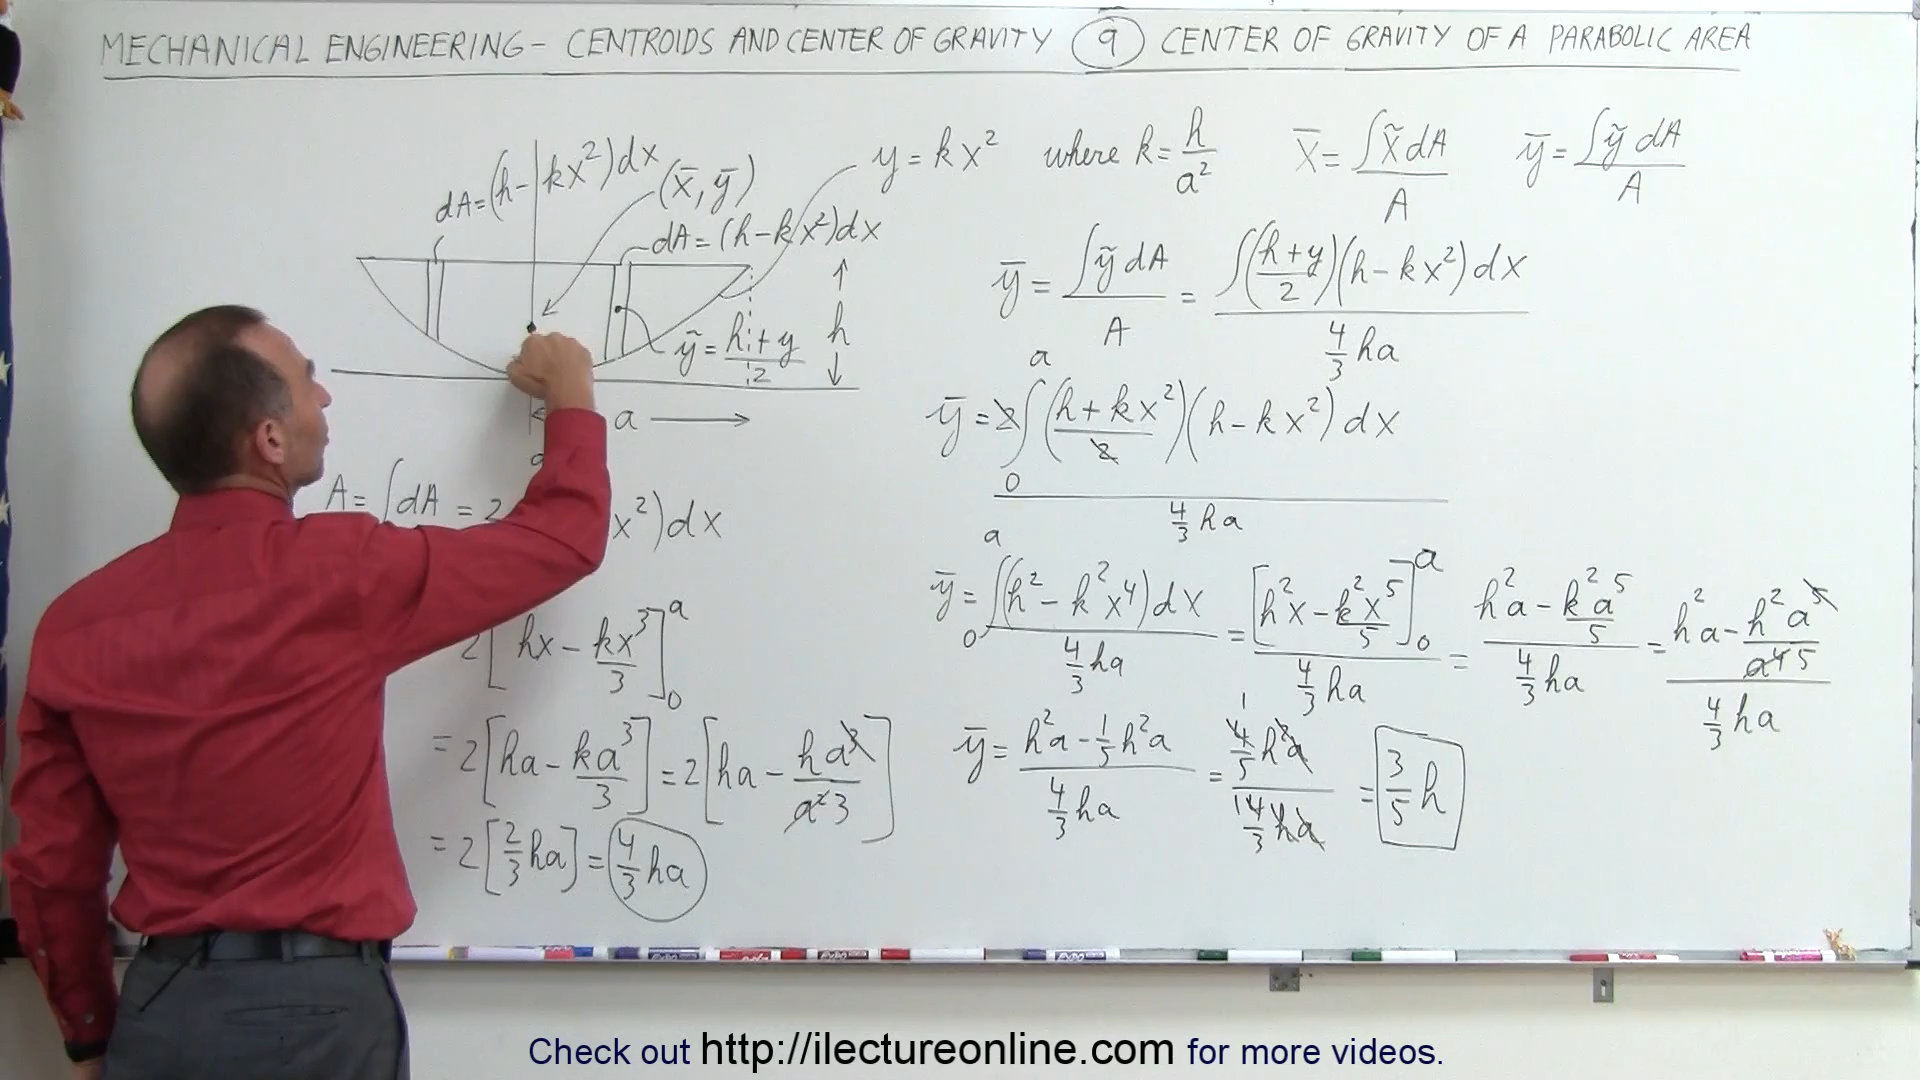 MECHANICAL ENGINEERING - CENTROIDS AND CENTER OF GRAVITY (9) CENTER OF GRAVITY OF A PARABOLIC AREA
y = kx² where k = h/a² x̄ = ∫x̃dA/A ȳ = ∫ỹdA/A
dA = (h - kx²)dx
(x̄, ȳ)
dA = (h - kx²)dx
h
ỹ = (h + y)/2
a
A = ∫dA = 2 x²)dx
2[hx - kx³/3]₀ᵃ
= 2[ha - ka³/3] = 2[ha - ha³/a²3]
= 2[2/3 ha] = 4/3 ha
ȳ = ∫ỹdA/A = ∫((h + y)/2)(h - kx²)dx / 4/3 ha
ȳ = 2∫₀ᵃ((h + kx²)/2)(h - kx²)dx / 4/3 ha
ȳ = ∫₀ᵃ(h² - k²x⁴)dx / 4/3 ha = [h²x - k²x⁵/5]₀ᵃ / 4/3 ha = h²a - k²a⁵/5 / 4/3 ha = h²a - h²a⁵/a⁴5 / 4/3 ha
ȳ = h²a - 1/5 h²a / 4/3 ha = 4/5 h²a / 4/3 ha = 3/5 h
Check out http://ilectureonline.com for more videos.